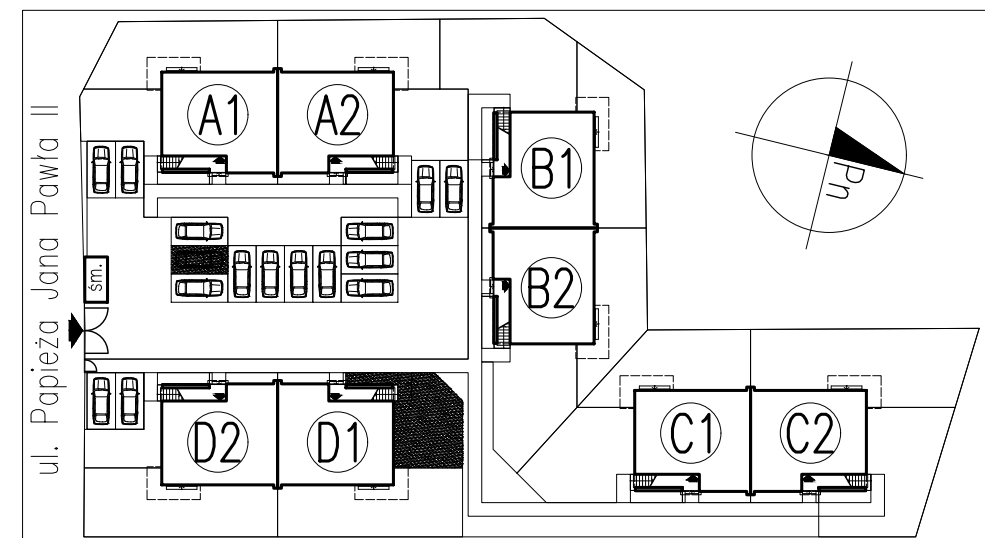 ul. Papieża Jana Pawła II
A1
A2
B1
B2
C1
C2
D2
D1
śm.
Pn